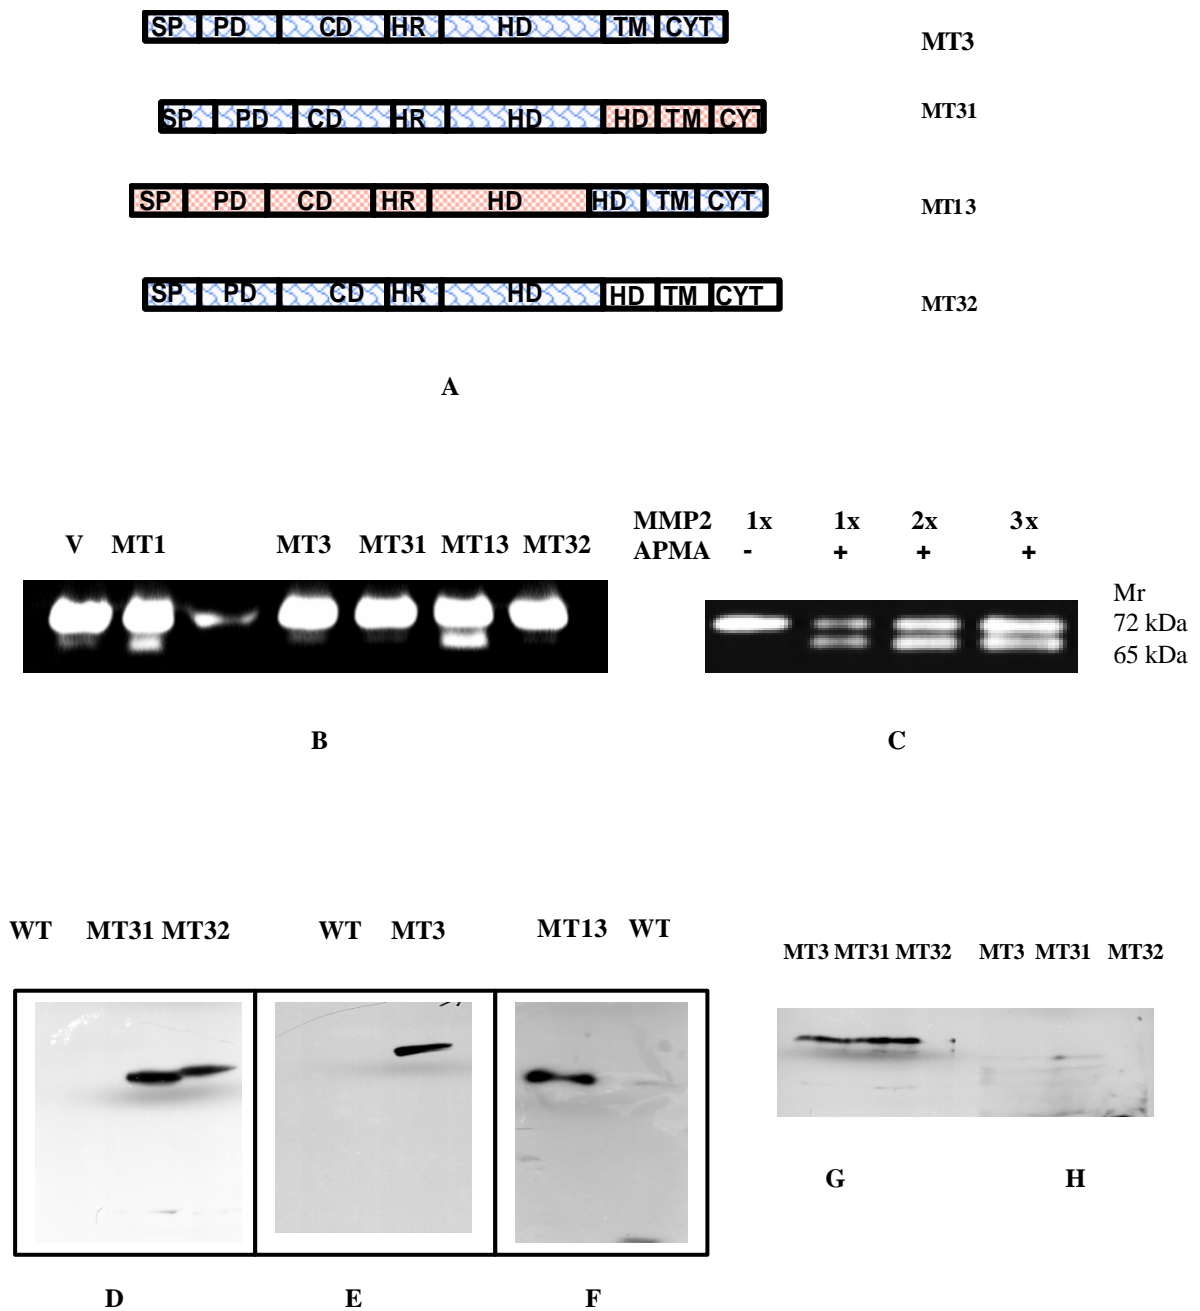 SP PD CD HR HD TM CYT
MT3
SP PD CD HR HD HD TM CYT
MT31
SP PD CD HR HD HD TM CYT
MT13
SP PD CD HR HD HD TM CYT
MT32
A
V MT1 MT3 MT31 MT13 MT32
B
MMP2 1x 1x 2x 3x
APMA - + + +
Mr
72 kDa
65 kDa
C
WT MT31 MT32
D
WT MT3
E
MT13 WT
F
MT3 MT31 MT32
G
MT3 MT31 MT32
H